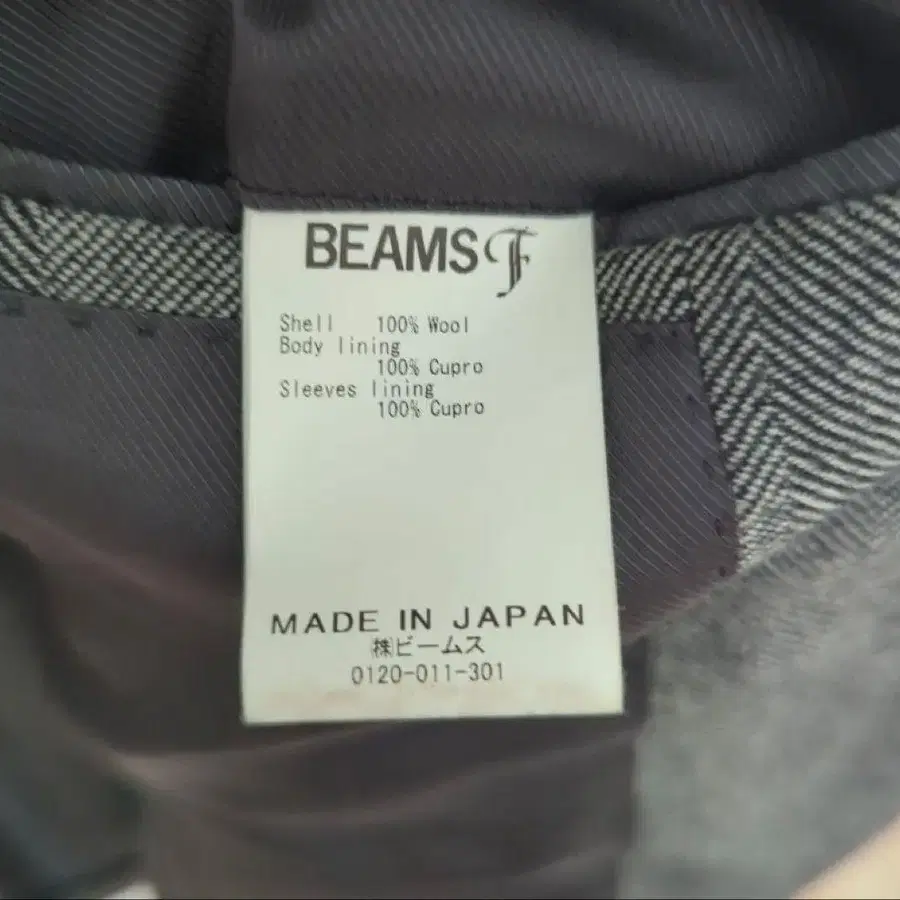 BEAMS F
Shell 100% Wool
Body lining
100% Cupro
Sleeves lining
100% Cupro
MADE IN JAPAN
㈱ビームス
0120-011-301